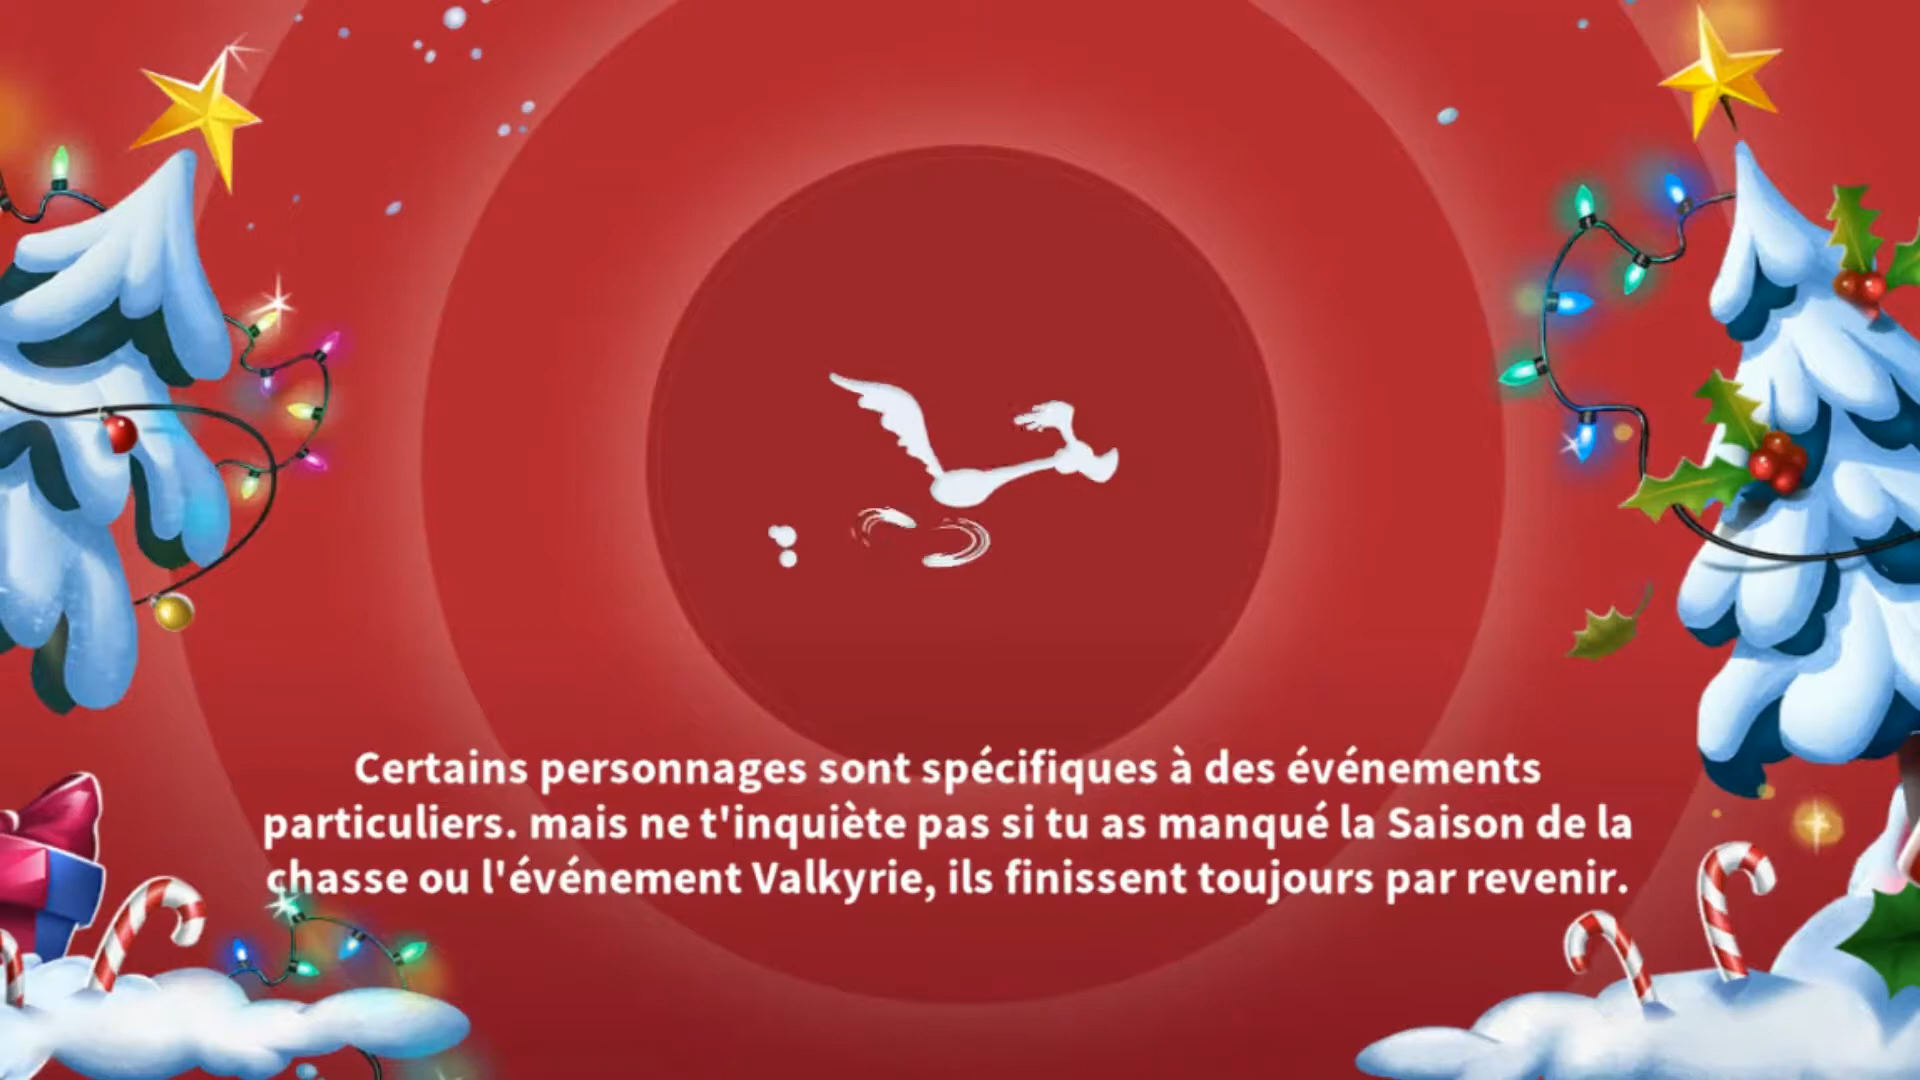 Certains personnages sont spécifiques à des événements
particuliers. mais ne t'inquiète pas si tu as manqué la Saison de la
chasse ou l'événement Valkyrie, ils finissent toujours par revenir.